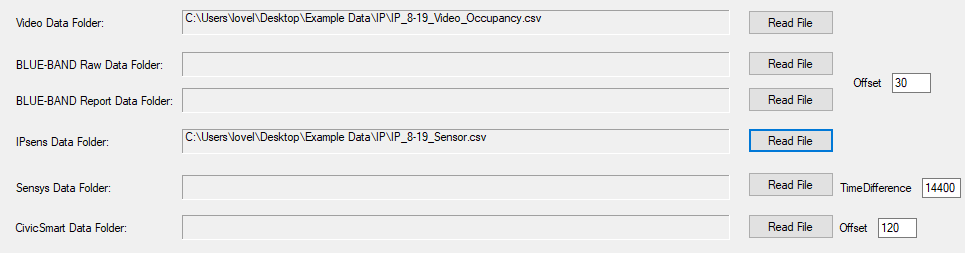 Video Data Folder: C:\Users\lovel\Desktop\Example Data\IP\IP_8-19_Video_Occupancy.csv Read File
BLUE-BAND Raw Data Folder: Read File
Offset 30
BLUE-BAND Report Data Folder: Read File
IPsens Data Folder: C:\Users\lovel\Desktop\Example Data\IP\IP_8-19_Sensor.csv Read File
Sensys Data Folder: Read File TimeDifference 14400
CivicSmart Data Folder: Read File Offset 120